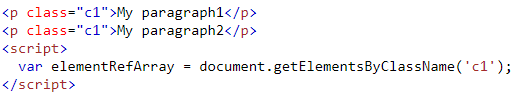 <p class="c1">My paragraph1</p>
<p class="c1">My paragraph2</p>
<script>
  var elementRefArray = document.getElementsByClassName('c1');
</script>